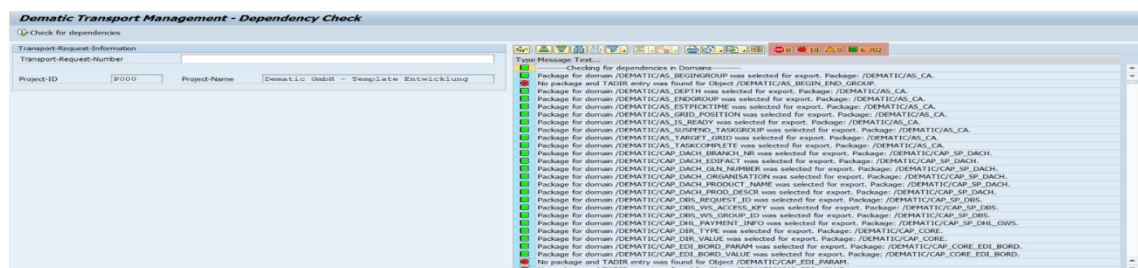 Dematic Transport Management - Dependency Check
Check for dependencies
Transport-Request-Information
Transport-Request-Number
Project-ID P000 Project-Name Dematic GmbH - Template Entwicklung
0 10 0 6.702
Type Message Text...
----------Checking for dependencies in Domains----------
Package for domain /DEMATIC/AS_BEGINGROUP was selected for export. Package: /DEMATIC/AS_CA.
No package and TADIR entry was found for Object /DEMATIC/AS_BEGIN_END_GROUP.
Package for domain /DEMATIC/AS_DEPTH was selected for export. Package: /DEMATIC/AS_CA.
Package for domain /DEMATIC/AS_ENDGROUP was selected for export. Package: /DEMATIC/AS_CA.
Package for domain /DEMATIC/AS_ESTPICKTIME was selected for export. Package: /DEMATIC/AS_CA.
Package for domain /DEMATIC/AS_GRID_POSITION was selected for export. Package: /DEMATIC/AS_CA.
Package for domain /DEMATIC/AS_IS_READY was selected for export. Package: /DEMATIC/AS_CA.
Package for domain /DEMATIC/AS_SUSPEND_TASKGROUP was selected for export. Package: /DEMATIC/AS_CA.
Package for domain /DEMATIC/AS_TARGET_GRID was selected for export. Package: /DEMATIC/AS_CA.
Package for domain /DEMATIC/AS_TASKCOMPLETE was selected for export. Package: /DEMATIC/AS_CA.
Package for domain /DEMATIC/CAP_DACH_BRANCH_NR was selected for export. Package: /DEMATIC/CAP_SP_DACH.
Package for domain /DEMATIC/CAP_DACH_EDIFACT was selected for export. Package: /DEMATIC/CAP_SP_DACH.
Package for domain /DEMATIC/CAP_DACH_GLN_NUMBER was selected for export. Package: /DEMATIC/CAP_SP_DACH.
Package for domain /DEMATIC/CAP_DACH_ORGANISATION was selected for export. Package: /DEMATIC/CAP_SP_DACH.
Package for domain /DEMATIC/CAP_DACH_PRODUCT_NAME was selected for export. Package: /DEMATIC/CAP_SP_DACH.
Package for domain /DEMATIC/CAP_DACH_PROD_DESCR was selected for export. Package: /DEMATIC/CAP_SP_DACH.
Package for domain /DEMATIC/CAP_DBS_REQUEST_ID was selected for export. Package: /DEMATIC/CAP_SP_DBS.
Package for domain /DEMATIC/CAP_DBS_WS_ACCESS_KEY was selected for export. Package: /DEMATIC/CAP_SP_DBS.
Package for domain /DEMATIC/CAP_DBS_WS_GROUP_ID was selected for export. Package: /DEMATIC/CAP_SP_DBS.
Package for domain /DEMATIC/CAP_DHL_PAYMENT_INFO was selected for export. Package: /DEMATIC/CAP_SP_DHL_GWS.
Package for domain /DEMATIC/CAP_DIR_TYPE was selected for export. Package: /DEMATIC/CAP_CORE.
Package for domain /DEMATIC/CAP_DIR_VALUE was selected for export. Package: /DEMATIC/CAP_CORE.
Package for domain /DEMATIC/CAP_EDI_BORD_PARAM was selected for export. Package: /DEMATIC/CAP_CORE_EDI_BORD.
Package for domain /DEMATIC/CAP_EDI_BORD_VALUE was selected for export. Package: /DEMATIC/CAP_CORE_EDI_BORD.
No package and TADIR entry was found for Object /DEMATIC/CAP_EDI_PARAM.